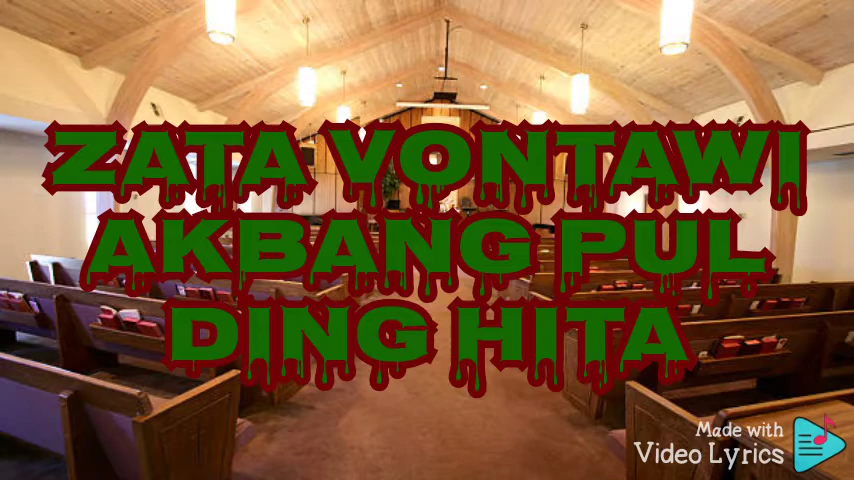 ZATA VONTAWI
AKBANG PUL
DING HITA
Made with
Video Lyrics